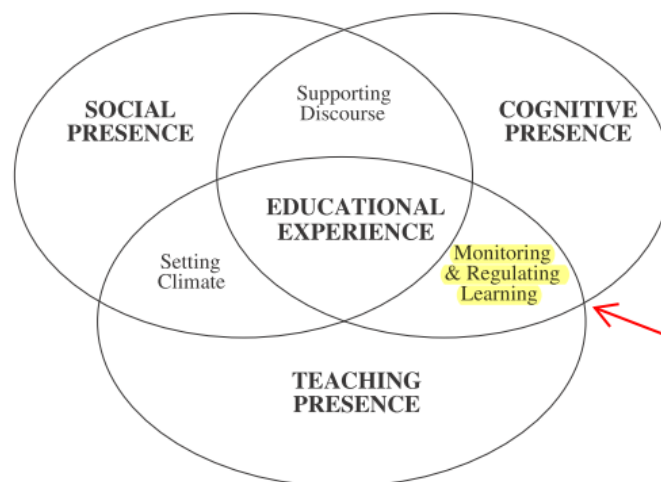 SOCIAL
PRESENCE
Supporting
Discourse
COGNITIVE
PRESENCE
EDUCATIONAL
EXPERIENCE
Setting
Climate
Monitoring
& Regulating
Learning
TEACHING
PRESENCE